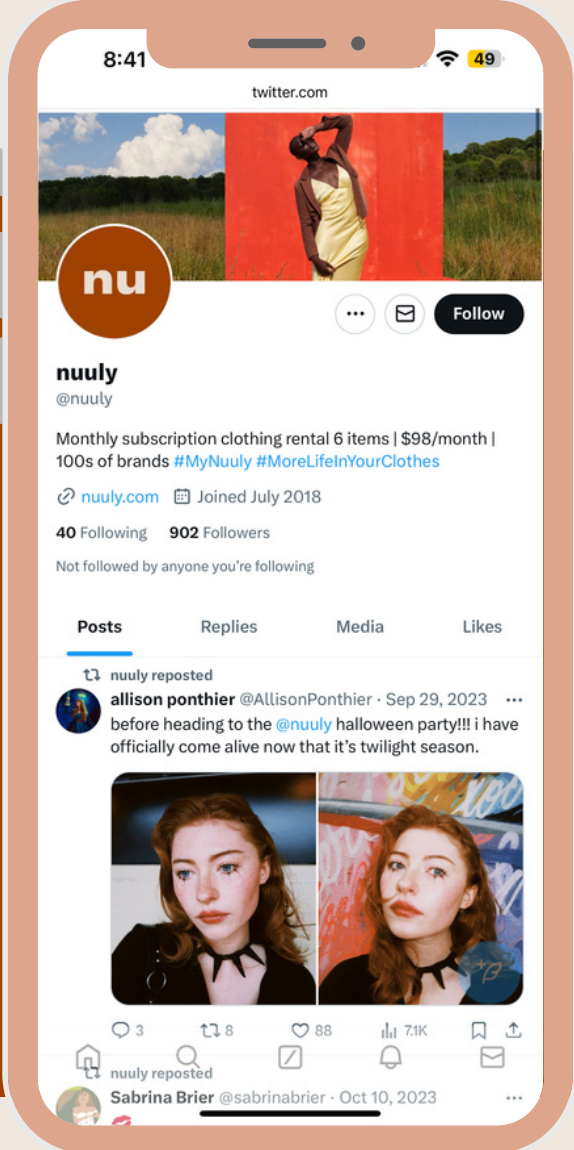 8:41
49
twitter.com
nu
Follow
nuuly
@nuuly
Monthly subscription clothing rental 6 items | $98/month |
100s of brands #MyNuuly #MoreLifeInYourClothes
nuuly.com Joined July 2018
40 Following 902 Followers
Not followed by anyone you're following
Posts Replies Media Likes
nuuly reposted
allison ponthier @AllisonPonthier · Sep 29, 2023
before heading to the @nuuly halloween party!!! i have
officially come alive now that it's twilight season.
3 8 88 7.1K
nuuly reposted
Sabrina Brier @sabrinabrier · Oct 10, 2023